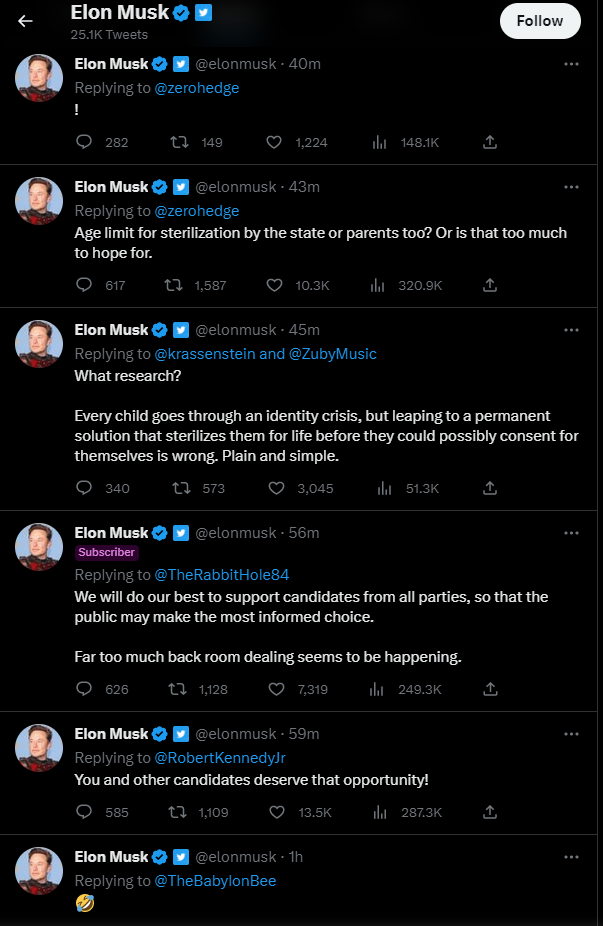 Elon Musk
25.1K Tweets
Follow
Elon Musk @elonmusk · 40m
Replying to @zerohedge
!
282 149 1,224 148.1K
Elon Musk @elonmusk · 43m
Replying to @zerohedge
Age limit for sterilization by the state or parents too? Or is that too much
to hope for.
617 1,587 10.3K 320.9K
Elon Musk @elonmusk · 45m
Replying to @krassenstein and @ZubyMusic
What research?
Every child goes through an identity crisis, but leaping to a permanent
solution that sterilizes them for life before they could possibly consent for
themselves is wrong. Plain and simple.
340 573 3,045 51.3K
Elon Musk @elonmusk · 56m
Subscriber
Replying to @TheRabbitHole84
We will do our best to support candidates from all parties, so that the
public may make the most informed choice.
Far too much back room dealing seems to be happening.
626 1,128 7,319 249.3K
Elon Musk @elonmusk · 59m
Replying to @RobertKennedyJr
You and other candidates deserve that opportunity!
585 1,109 13.5K 287.3K
Elon Musk @elonmusk · 1h
Replying to @TheBabylonBee
🤣